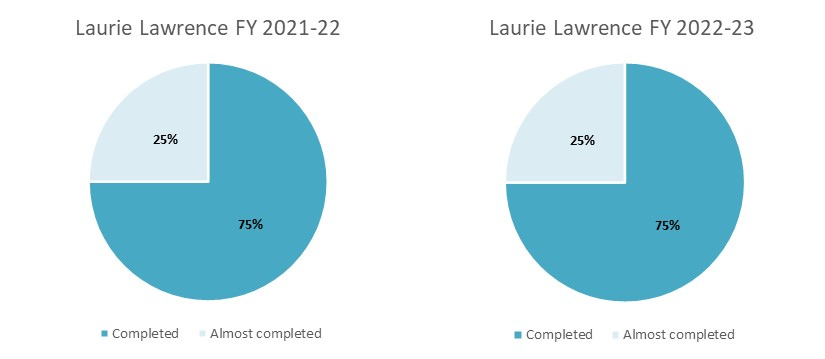 Laurie Lawrence FY 2021-22
25%
75%
Completed Almost completed
Laurie Lawrence FY 2022-23
25%
75%
Completed Almost completed